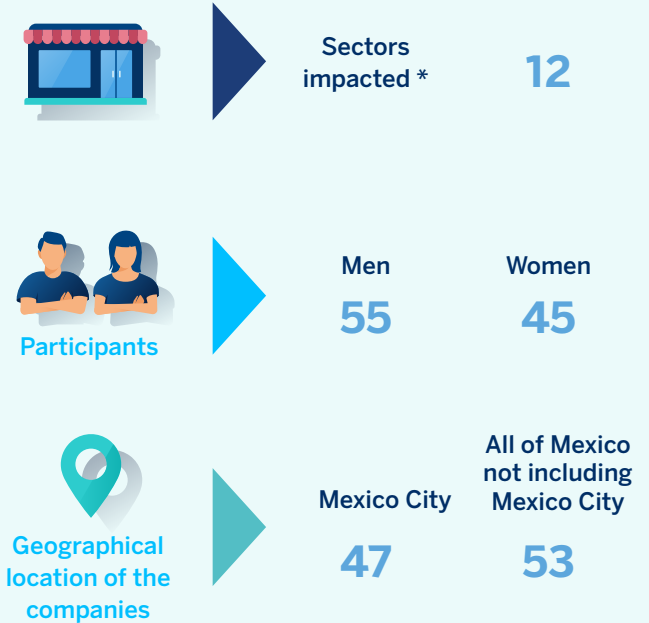 Sectors
impacted *
12
Participants
Men
55
Women
45
Geographical
location of the
companies
Mexico City
47
All of Mexico
not including
Mexico City
53